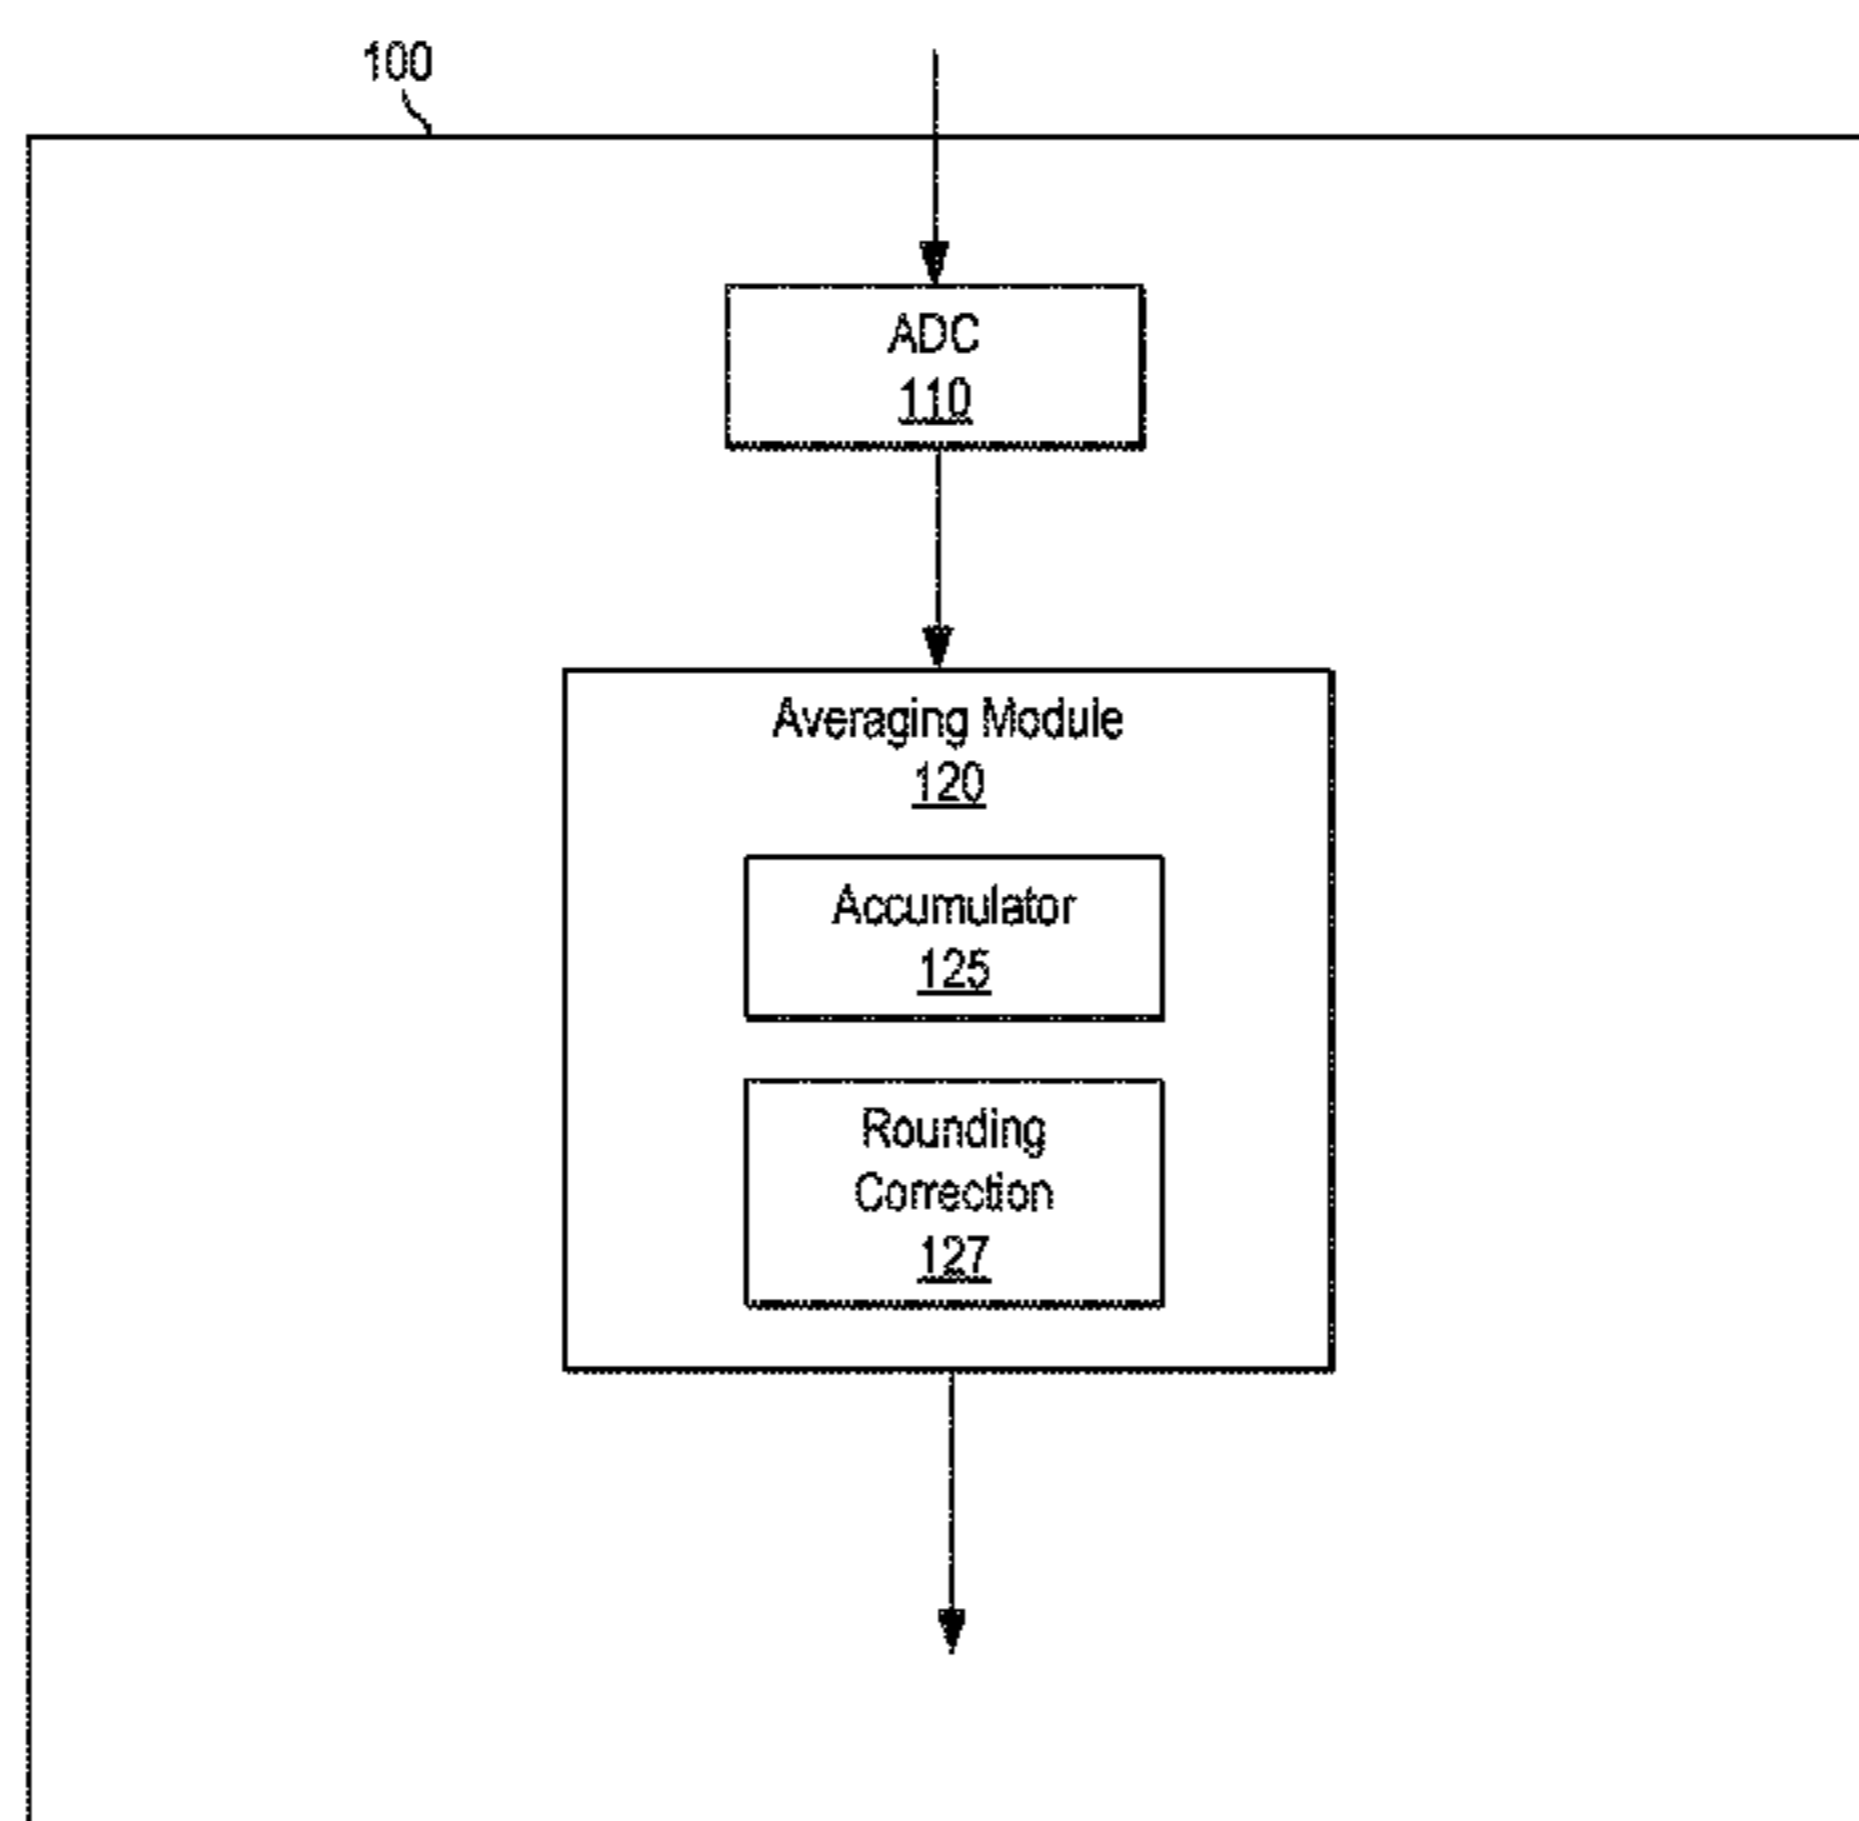 100
ADC
110
Averaging Module
120
Accumulator
125
Rounding
Correction
127